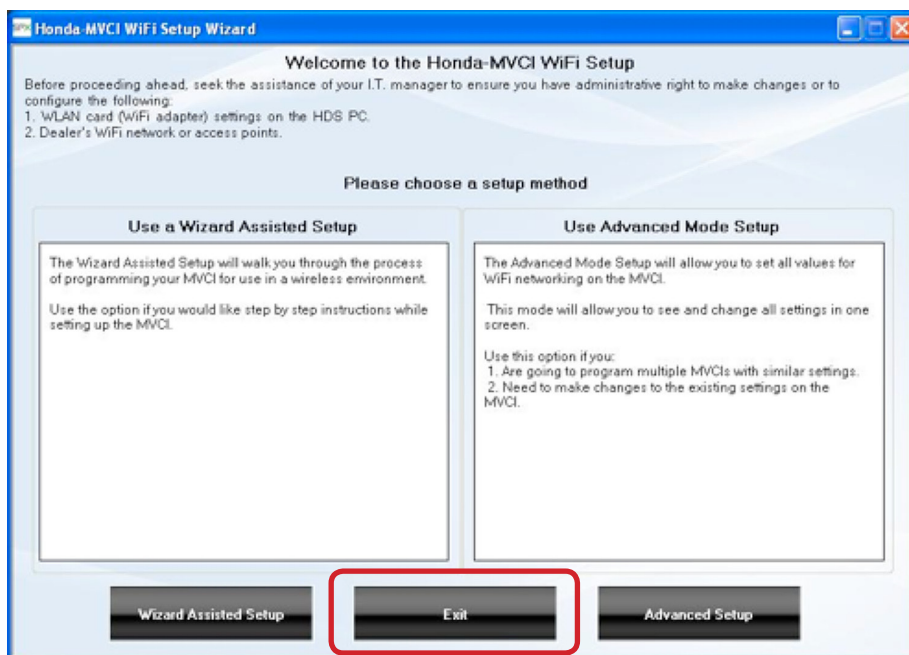 Honda-MVCI WiFi Setup Wizard
Welcome to the Honda-MVCI WiFi Setup
Before proceeding ahead, seek the assistance of your I.T. manager to ensure you have administrative right to make changes or to
configure the following:
1. WLAN card (WiFi adapter) settings on the HDS PC.
2. Dealer's WiFi network or access points.
Please choose a setup method
Use a Wizard Assisted Setup
The Wizard Assisted Setup will walk you through the process
of programming your MVCI for use in a wireless environment.
Use the option if you would like step by step instructions while
setting up the MVCI.
Use Advanced Mode Setup
The Advanced Mode Setup will allow you to set all values for
WiFi networking on the MVCI.
This mode will allow you to see and change all settings in one
screen.
Use this option if you:
1. Are going to program multiple MVCIs with similar settings.
2. Need to make changes to the existing settings on the
MVCI.
Wizard Assisted Setup
Exit
Advanced Setup